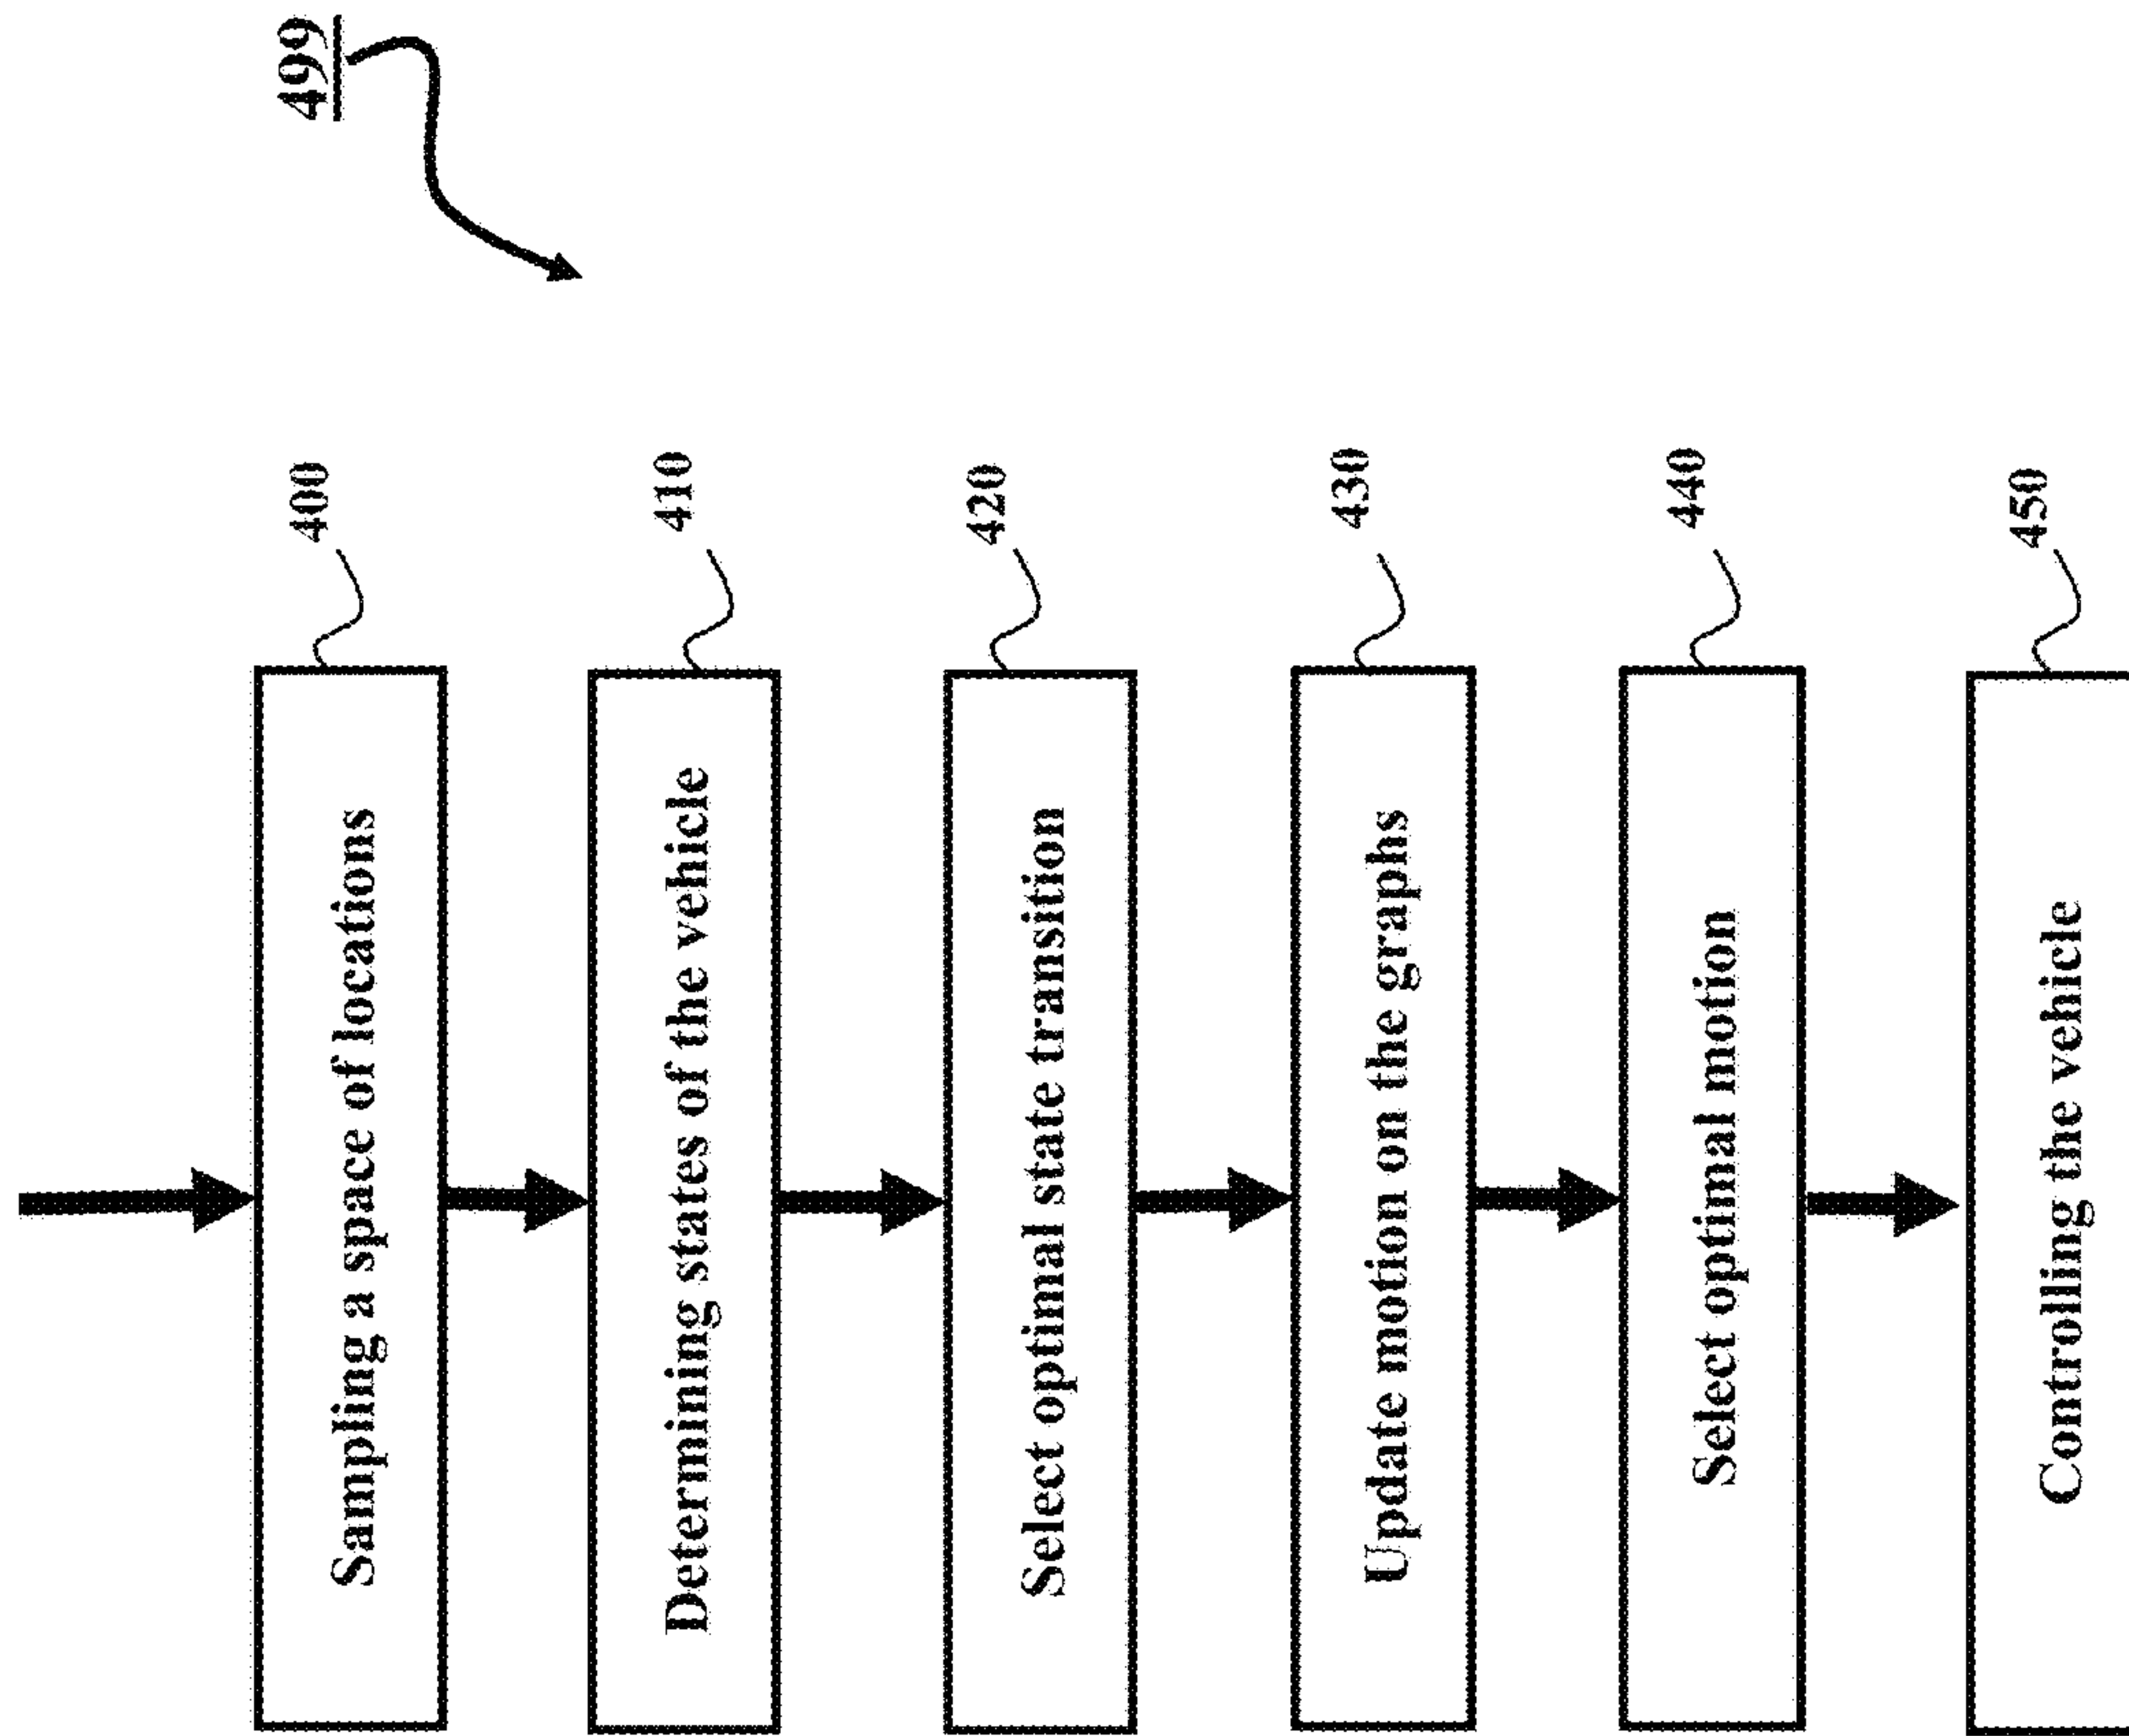 499
400
Sampling a space of locations
410
Determining states of the vehicle
420
Select optimal state transition
430
Update motion on the graphs
440
Select optimal motion
450
Controlling the vehicle